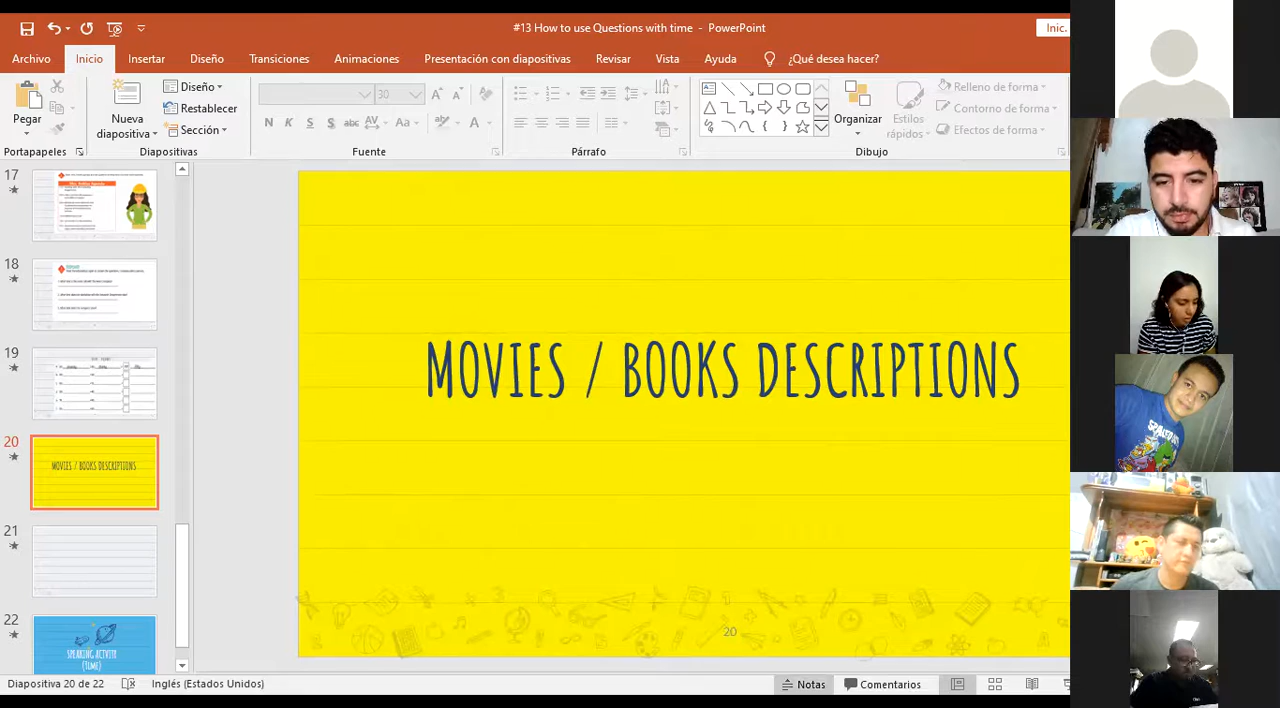 #13 How to use Questions with time - PowerPoint
Inic.
Archivo Inicio Insertar Diseño Transiciones Animaciones Presentación con diapositivas Revisar Vista Ayuda ¿Qué desea hacer?
Pegar
Nueva diapositiva
Diseño
Restablecer
Sección
30
N K S S abc AV Aa A
Organizar
Estilos rápidos
Relleno de forma
Contorno de forma
Efectos de forma
Portapapeles Diapositivas Fuente Párrafo Dibujo
17
18
19
20
MOVIES / BOOKS DESCRIPTIONS
21
22
SPEAKING ACTIVITY
(TIME)
MOVIES / BOOKS DESCRIPTIONS
20
Diapositiva 20 de 22 Inglés (Estados Unidos) Notas Comentarios